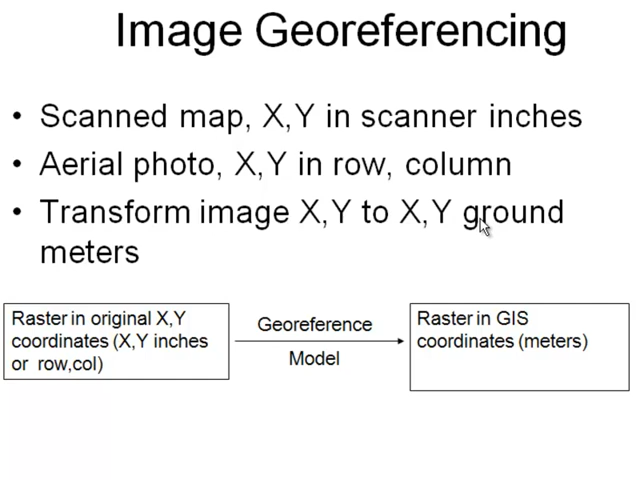 Image Georeferencing
• Scanned map, X,Y in scanner inches
• Aerial photo, X,Y in row, column
• Transform image X,Y to X,Y ground
meters
Raster in original X,Y
coordinates (X,Y inches
or row,col)
Georeference
Model
Raster in GIS
coordinates (meters)